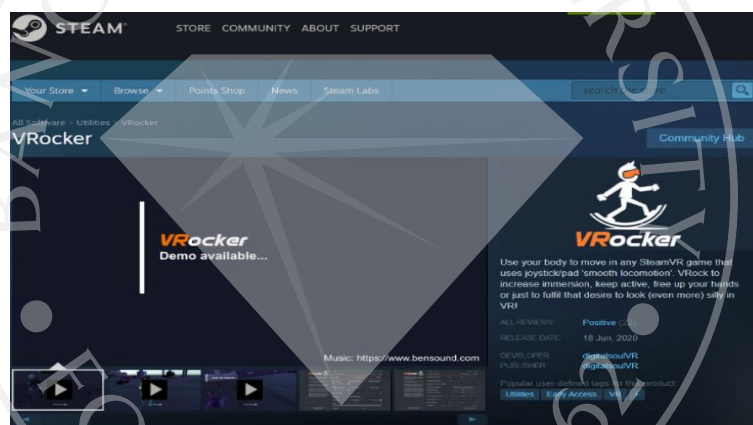 STEAM®
STORE COMMUNITY ABOUT SUPPORT
Your Store Browse Points Shop News Steam Labs search the store
All Software > Utilities > VRocker
VRocker
Community Hub
VRocker
Demo available...
Music: https://www.bensound.com
VRocker
Use your body to move in any SteamVR game that
uses joystick/pad 'smooth locomotion'. VRock to
increase immersion, keep active, free up your hands
or just to fulfil that desire to look (even more) silly in
VR!
ALL REVIEWS: Positive (22)
RELEASE DATE: 18 Jun, 2020
DEVELOPER: digitalsoulVR
PUBLISHER: digitalsoulVR
Popular user-defined tags for this product:
Utilities Early Access VR +